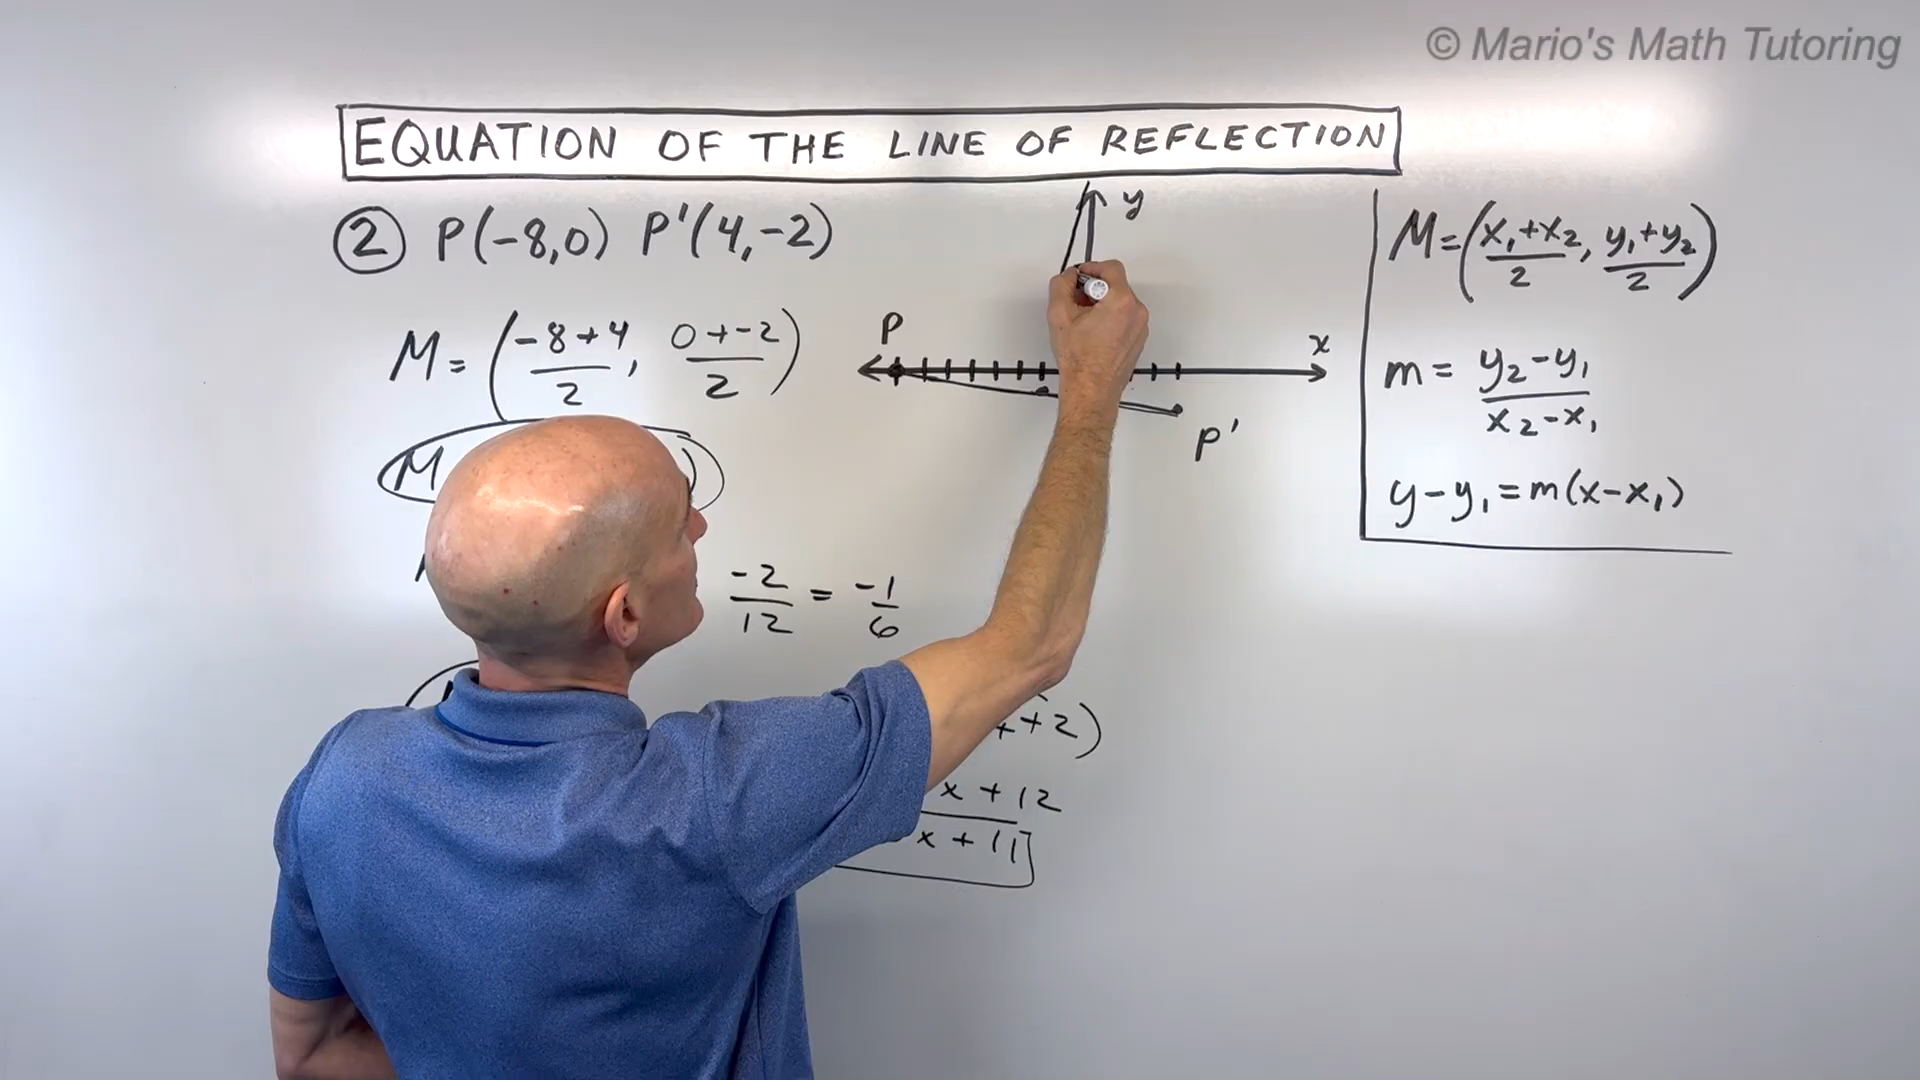 © Mario's Math Tutoring
EQUATION OF THE LINE OF REFLECTION
② P(-8,0) P'(4,-2)
M = (-8+4/2, 0+-2/2)
M )
-2/12 = -1/6
+2)
x + 12
x + 11
y
P
x
P'
M=(x₁+x₂/2, y₁+y₂/2)
m = y₂-y₁/x₂-x₁
y-y₁=m(x-x₁)